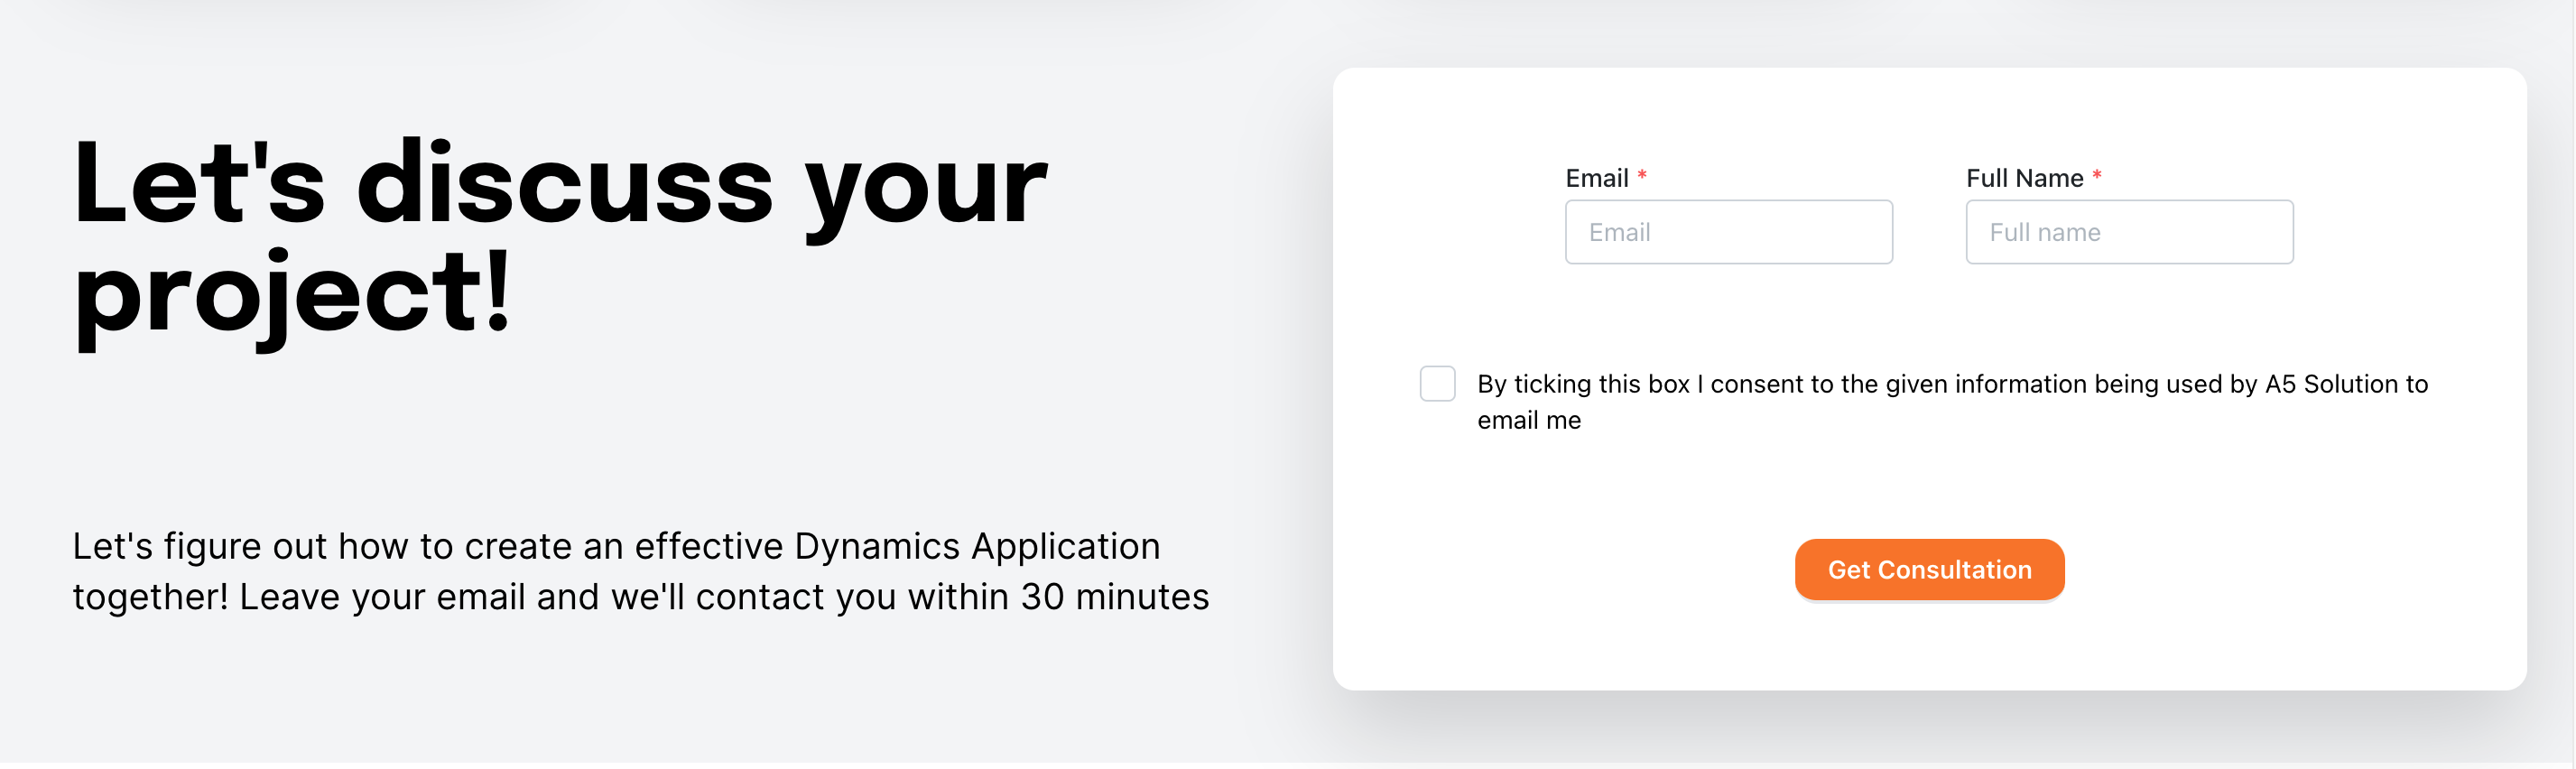 Let's discuss your
project!
Let's figure out how to create an effective Dynamics Application
together! Leave your email and we'll contact you within 30 minutes
Email *
Email
Full Name *
Full name
By ticking this box I consent to the given information being used by A5 Solution to
email me
Get Consultation